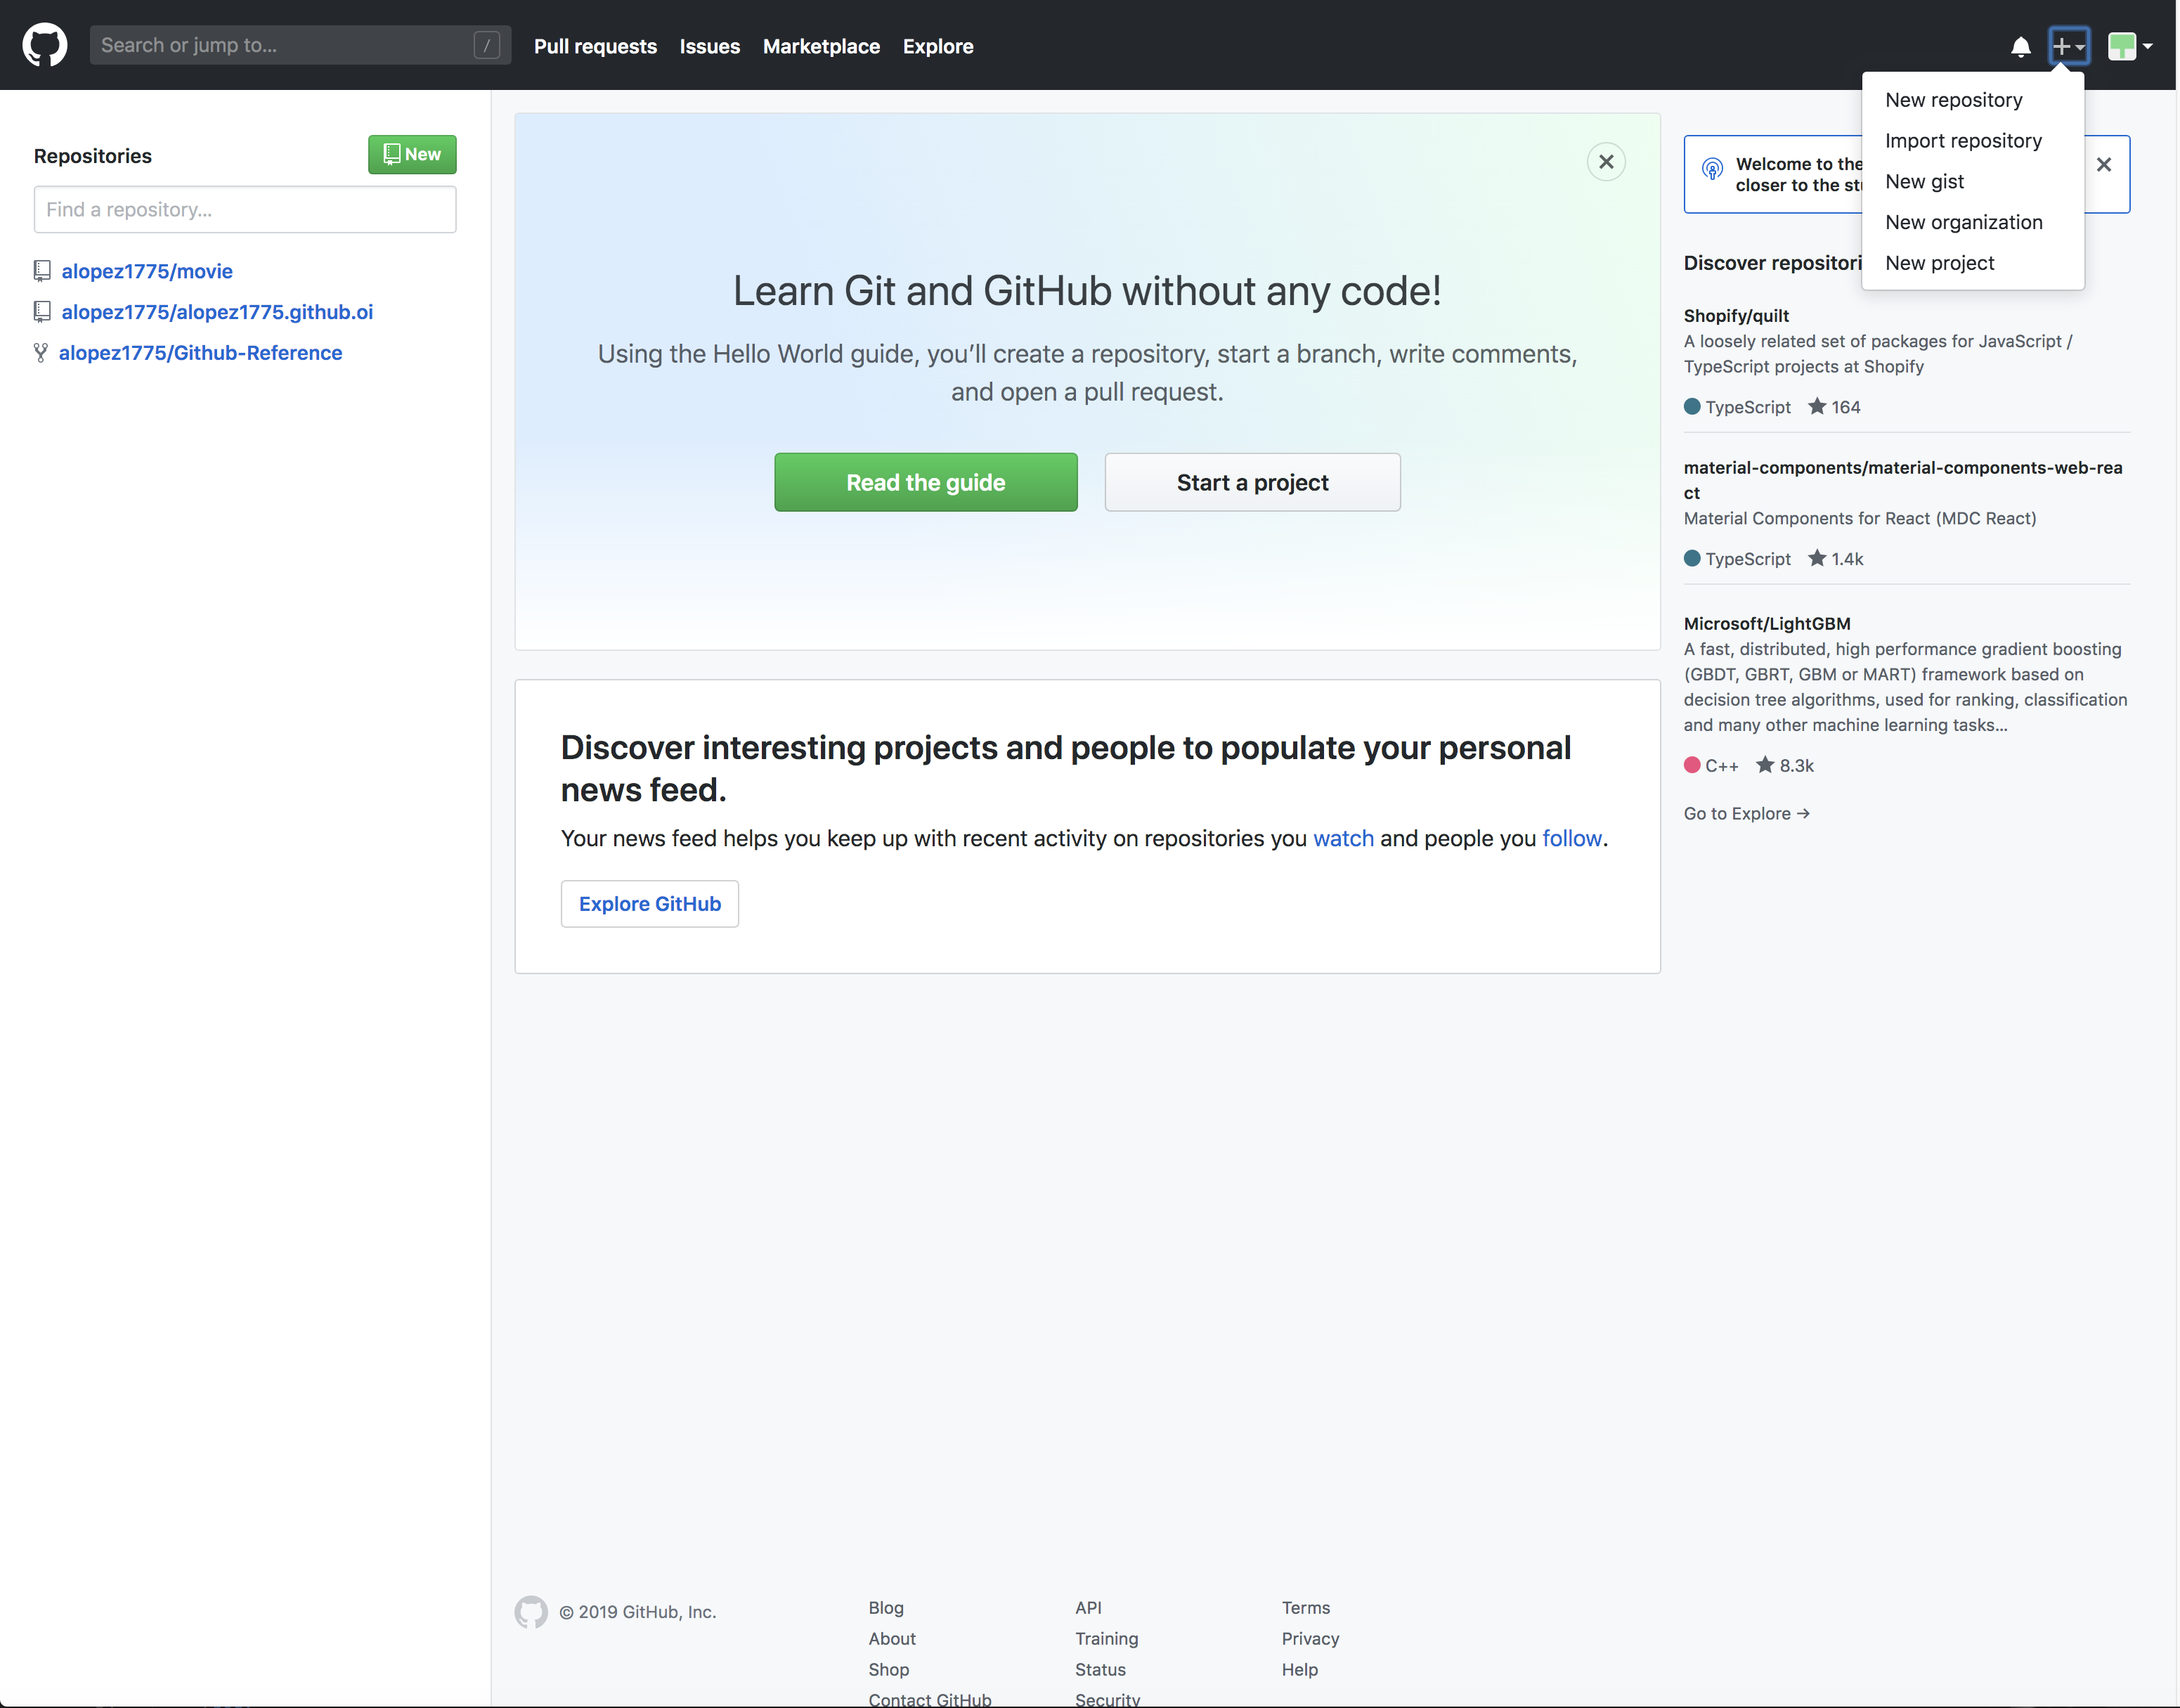 Search or jump to... /
Pull requests Issues Marketplace Explore
New repository
Import repository
New gist
New organization
New project
Repositories
New
Find a repository...
alopez1775/movie
alopez1775/alopez1775.github.oi
alopez1775/Github-Reference
Learn Git and GitHub without any code!
Using the Hello World guide, you’ll create a repository, start a branch, write comments,
and open a pull request.
Read the guide
Start a project
Discover interesting projects and people to populate your personal
news feed.
Your news feed helps you keep up with recent activity on repositories you watch and people you follow.
Explore GitHub
Welcome to the
closer to the
Discover
Shopify/quilt
A loosely related set of packages for JavaScript /
TypeScript projects at Shopify
TypeScript 164
material-components/material-components-web-rea
ct
Material Components for React (MDC React)
TypeScript 1.4k
Microsoft/LightGBM
A fast, distributed, high performance gradient boosting
(GBDT, GBRT, GBM or MART) framework based on
decision tree algorithms, used for ranking, classification
and many other machine learning tasks...
C++ 8.3k
Go to Explore →
© 2019 GitHub, Inc.
Blog
About
Shop
Contact GitHub
API
Training
Status
Security
Terms
Privacy
Help